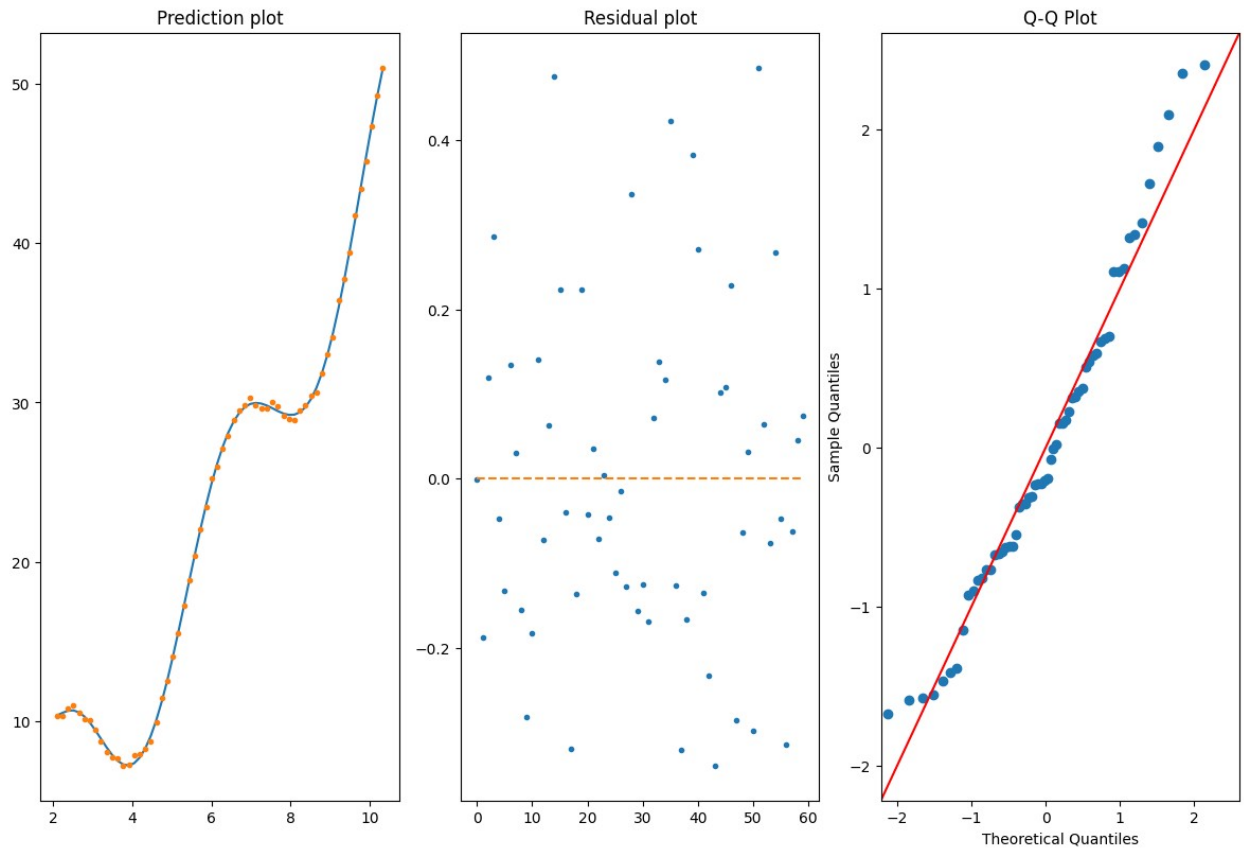 Prediction plot
50
40
30
20
10
2 4 6 8 10
Residual plot
0.4
0.2
0.0
−0.2
0 10 20 30 40 50 60
Q-Q Plot
Sample Quantiles
2
1
0
−1
−2
−2 −1 0 1 2
Theoretical Quantiles